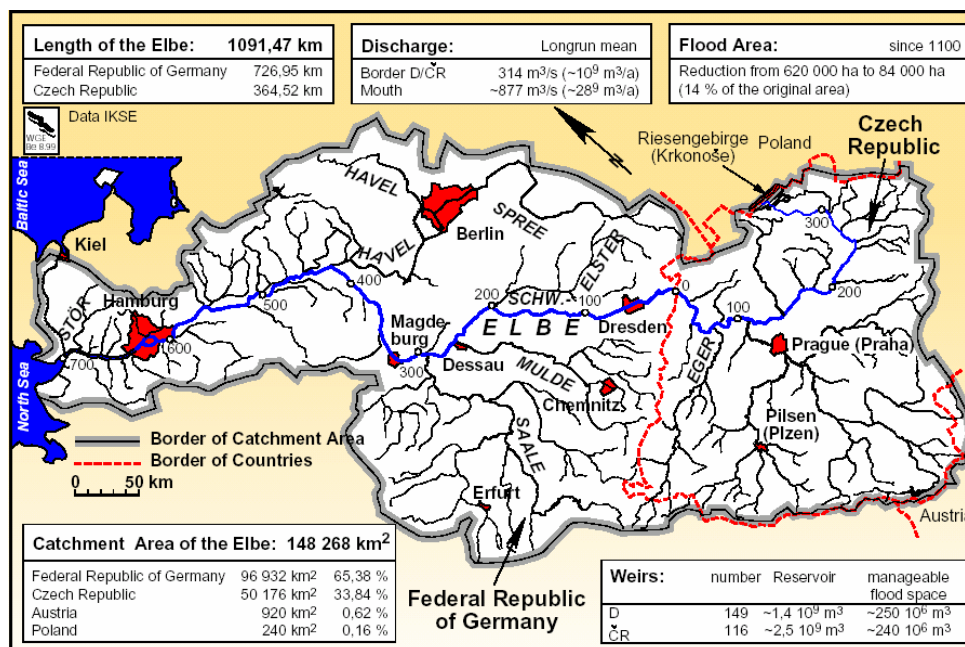 Length of the Elbe: 1091,47 km
Federal Republic of Germany 726,95 km
Czech Republic 364,52 km
Discharge: Longrun mean
Border D/ČR 314 m³/s (~10⁹ m³/a)
Mouth ~877 m³/s (~28⁹ m³/a)
Flood Area: since 1100
Reduction from 620 000 ha to 84 000 ha
(14 % of the original area)
WGE
Be 8.99
Data IKSE
N
Riesengebirge
(Krkonoše)
Poland
Czech
Republic
Baltic Sea
Kiel
HAVEL
Berlin
SPREE
HAVEL
ELSTER
SCHW.-
300
STÖR
Hamburg
700
600
500
400
Magde-
burg
300
200
100
0
100
200
ELBE
Dessau
Dresden
MULDE
Chemnitz
EGER
Prague (Praha)
Pilsen
(Plzen)
North Sea
SAALE
Erfurt
Austria
Border of Catchment Area
Border of Countries
0 50 km
Federal Republic
of Germany
Catchment Area of the Elbe: 148 268 km²
Federal Republic of Germany 96 932 km² 65,38 %
Czech Republic 50 176 km² 33,84 %
Austria 920 km² 0,62 %
Poland 240 km² 0,16 %
Weirs: number Reservoir manageable
flood space
D 149 ~1,4 10⁹ m³ ~250 10⁶ m³
ČR 116 ~2,5 10⁹ m³ ~240 10⁶ m³